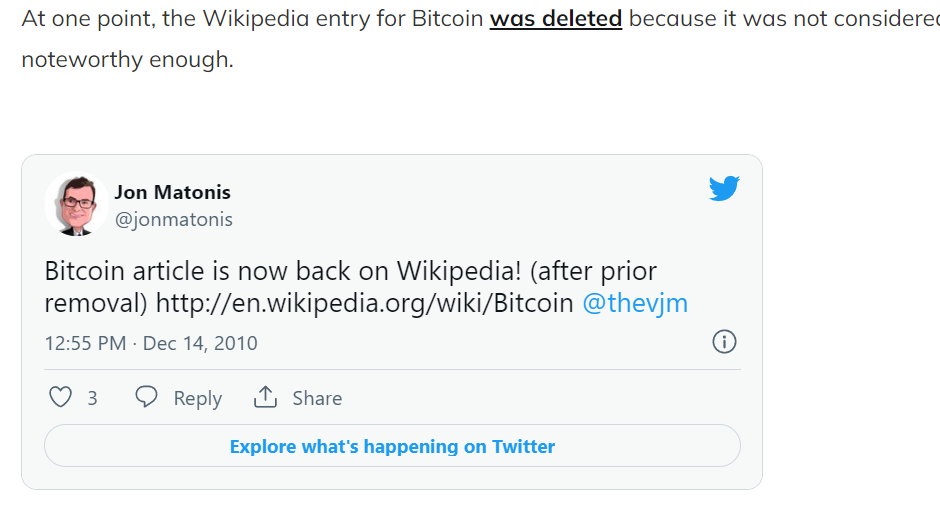 At one point, the Wikipedia entry for Bitcoin was deleted because it was not considered
noteworthy enough.
Jon Matonis
@jonmatonis
Bitcoin article is now back on Wikipedia! (after prior
removal) http://en.wikipedia.org/wiki/Bitcoin @thevjm
12:55 PM · Dec 14, 2010
3 Reply Share
Explore what's happening on Twitter